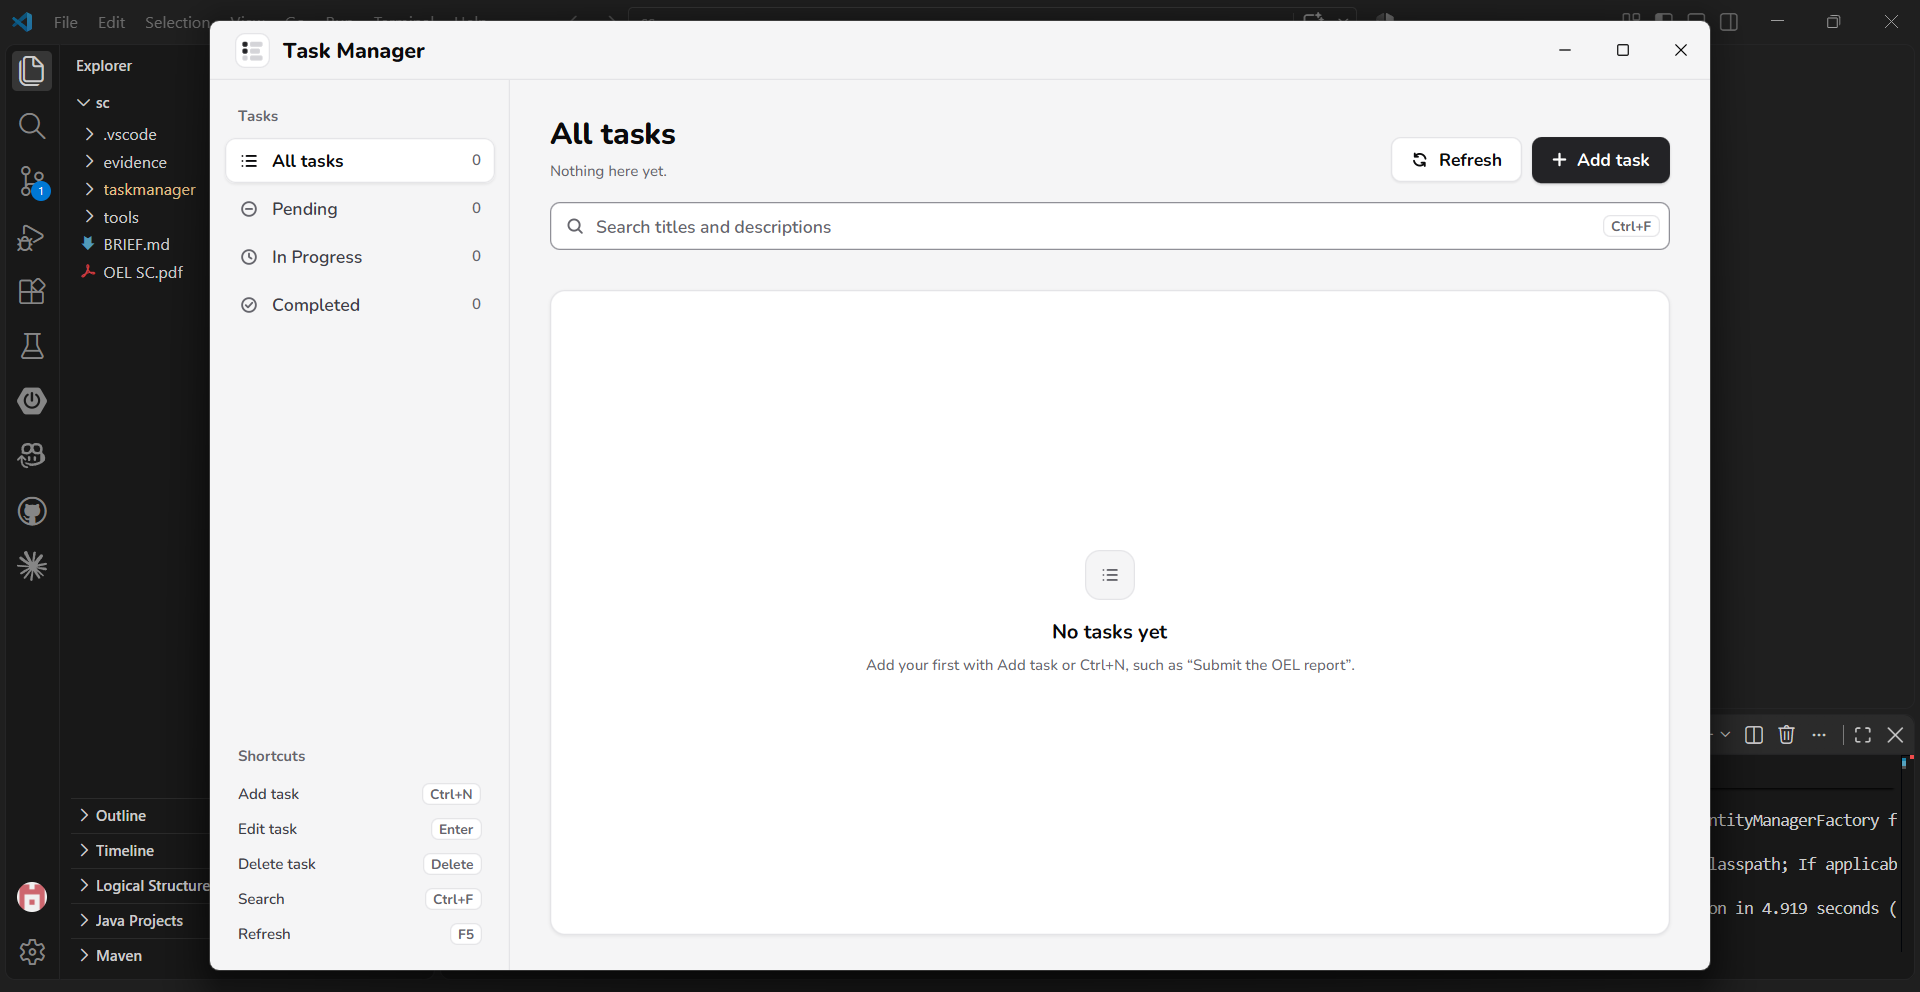 File Edit Selection
Explorer
sc
.vscode
evidence
taskmanager
tools
BRIEF.md
OEL SC.pdf
1
Outline
Timeline
Logical Structure
Java Projects
Maven
Task Manager
Tasks
All tasks 0
Pending 0
In Progress 0
Completed 0
Shortcuts
Add task Ctrl+N
Edit task Enter
Delete task Delete
Search Ctrl+F
Refresh F5
All tasks
Nothing here yet.
Refresh
Add task
Search titles and descriptions Ctrl+F
No tasks yet
Add your first with Add task or Ctrl+N, such as “Submit the OEL report”.
ntityManagerFactory f
lasspath; If applicab
on in 4.919 seconds (